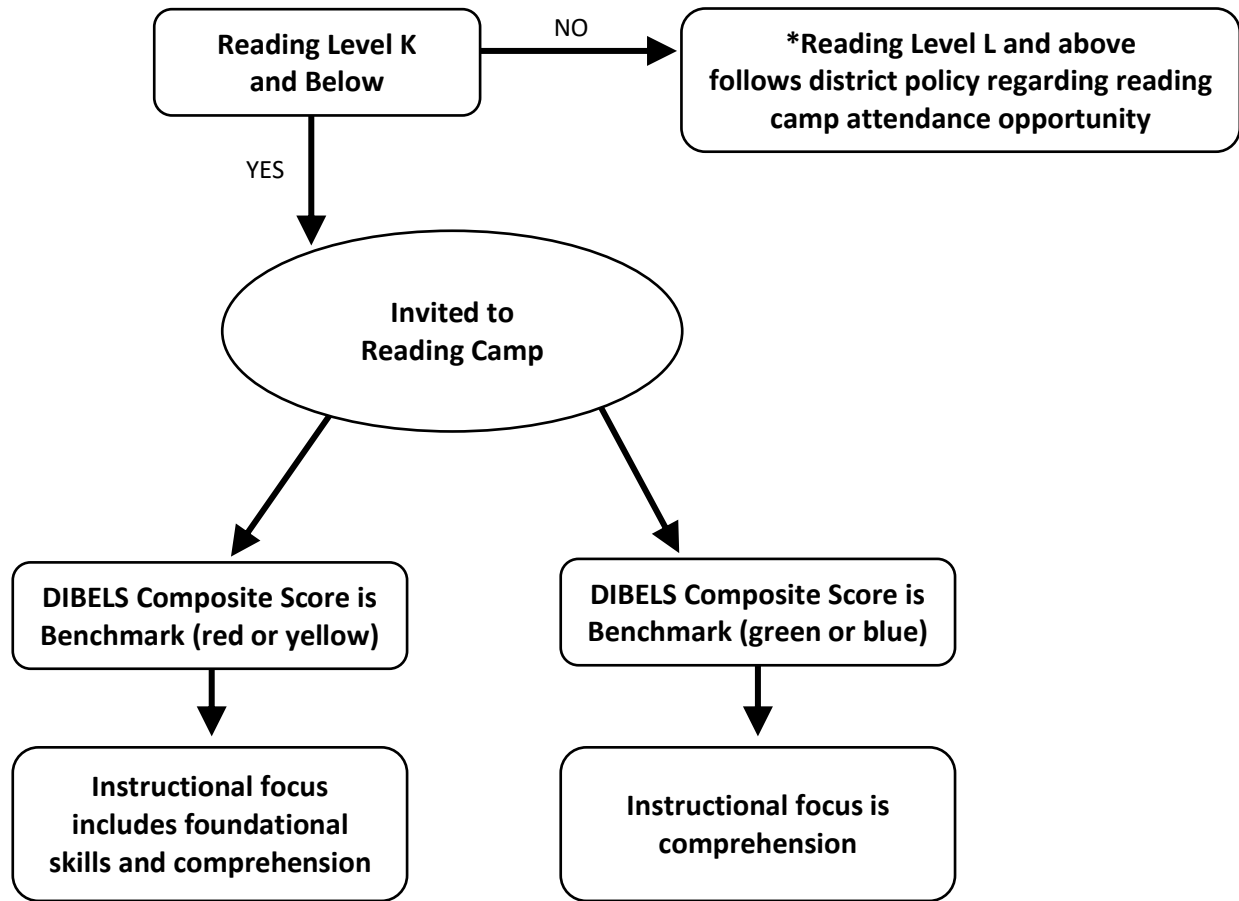 Reading Level K
and Below
NO
*Reading Level L and above
follows district policy regarding reading
camp attendance opportunity
YES
Invited to
Reading Camp
DIBELS Composite Score is
Benchmark (red or yellow)
DIBELS Composite Score is
Benchmark (green or blue)
Instructional focus
includes foundational
skills and comprehension
Instructional focus is
comprehension